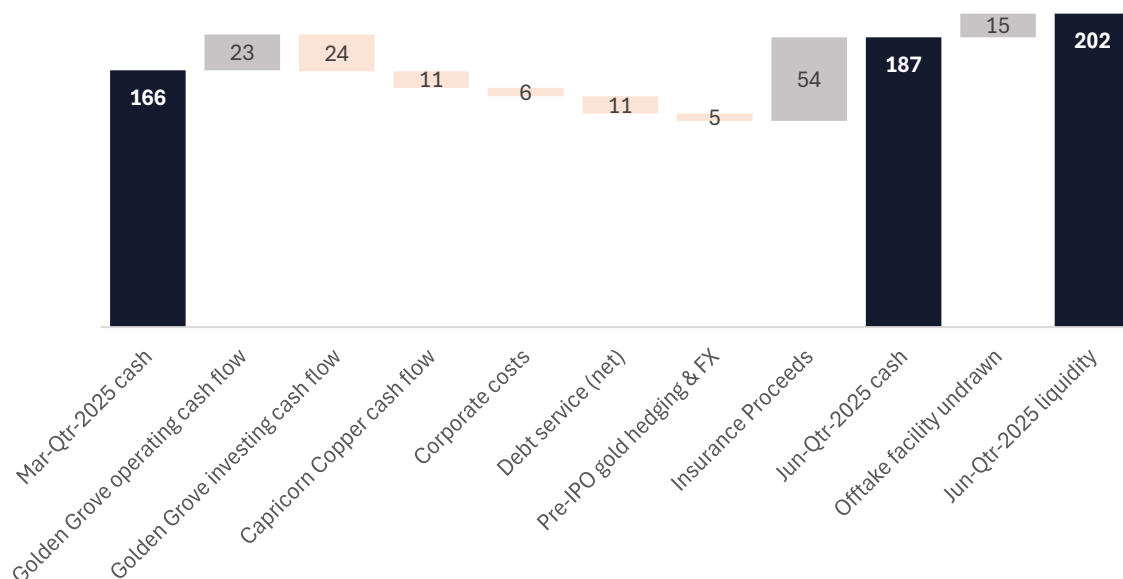 166
23
24
11
6
11
5
54
187
15
202
Mar-Qtr-2025 cash
Golden Grove operating cash flow
Golden Grove investing cash flow
Capricorn Copper cash flow
Corporate costs
Debt service (net)
Pre-IPO gold hedging & FX
Insurance Proceeds
Jun-Qtr-2025 cash
Offtake facility undrawn
Jun-Qtr-2025 liquidity